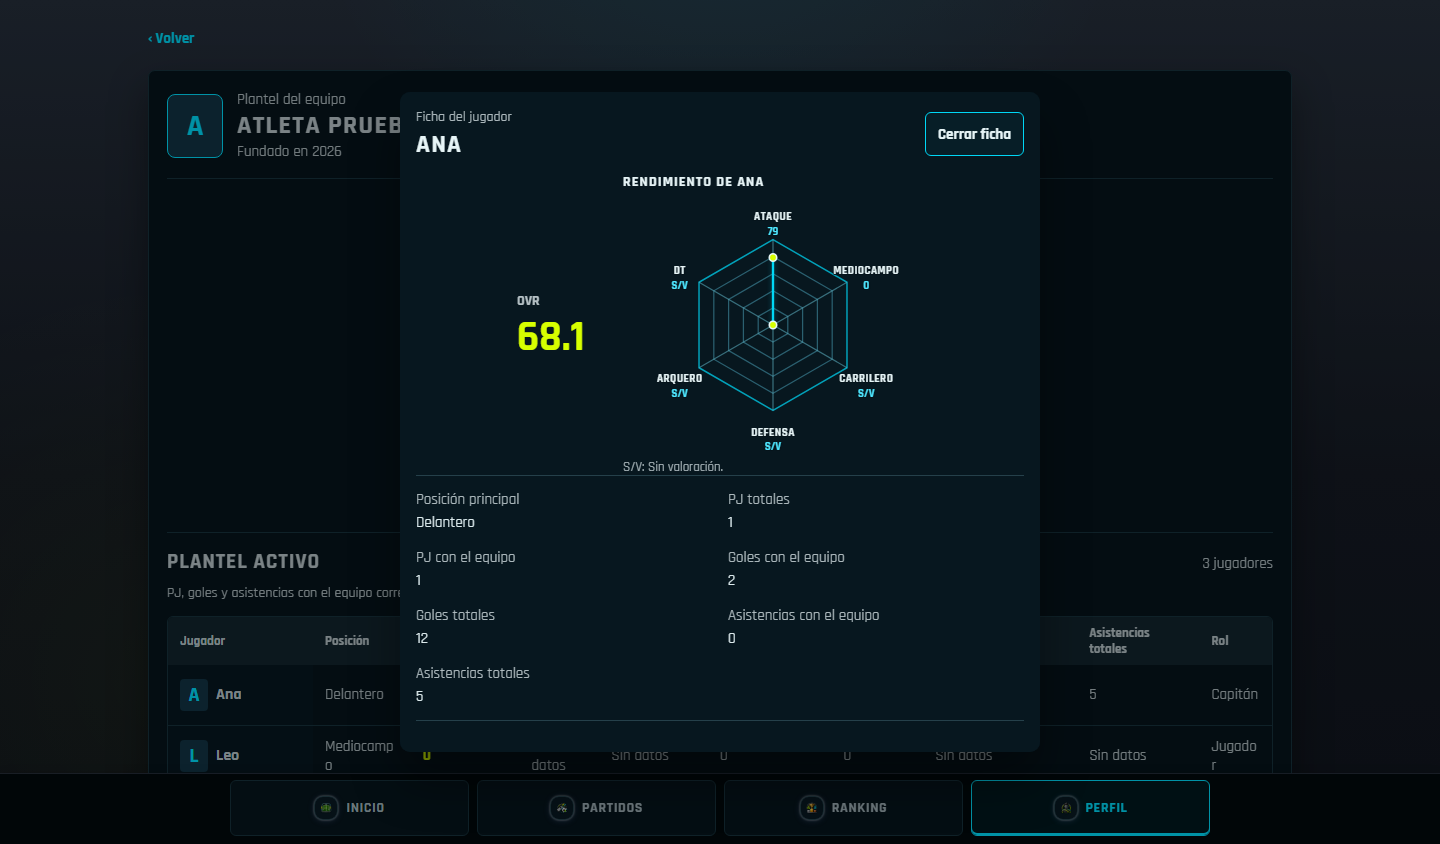 ‹ Volver
A
Plantel del equipo
ATLETA PRUEB
Fundado en 2026
Ficha del jugador
ANA
Cerrar ficha
RENDIMIENTO DE ANA
OVR
68.1
ATAQUE
79
MEDIOCAMPO
0
CARRILERO
S/V
DEFENSA
S/V
ARQUERO
S/V
DT
S/V
S/V: Sin valoración.
Posición principal
Delantero
PJ totales
1
PJ con el equipo
1
Goles con el equipo
2
Goles totales
12
Asistencias con el equipo
0
Asistencias totales
5
PLANTEL ACTIVO
3 jugadores
PJ, goles y asistencias con el equipo corre
Jugador Posición Asistencias totales Rol
A Ana Delantero 5 Capitán
L Leo Mediocampo 0 datos Sin datos 0 0 Sin datos Sin datos Jugador
INICIO
PARTIDOS
RANKING
PERFIL